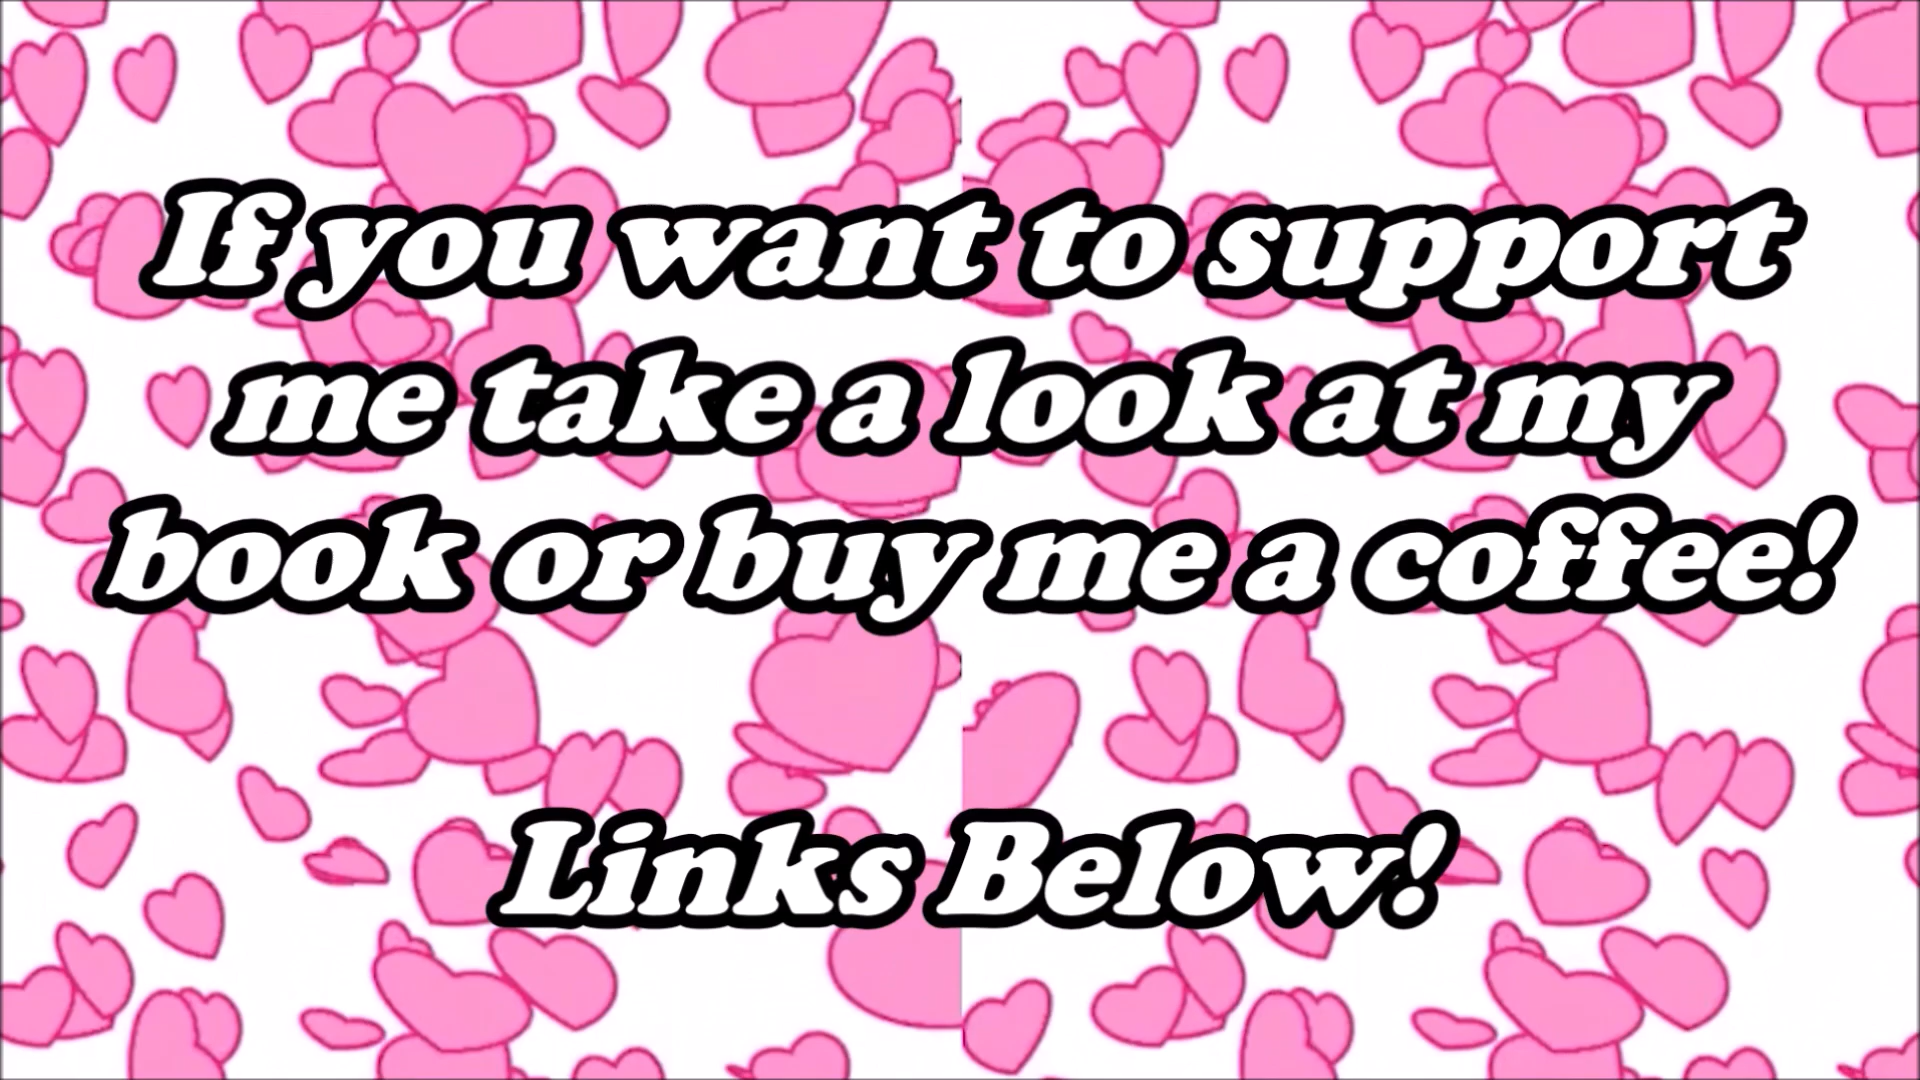 If you want to support
me take a look at my
book or buy me a coffee!
Links Below!